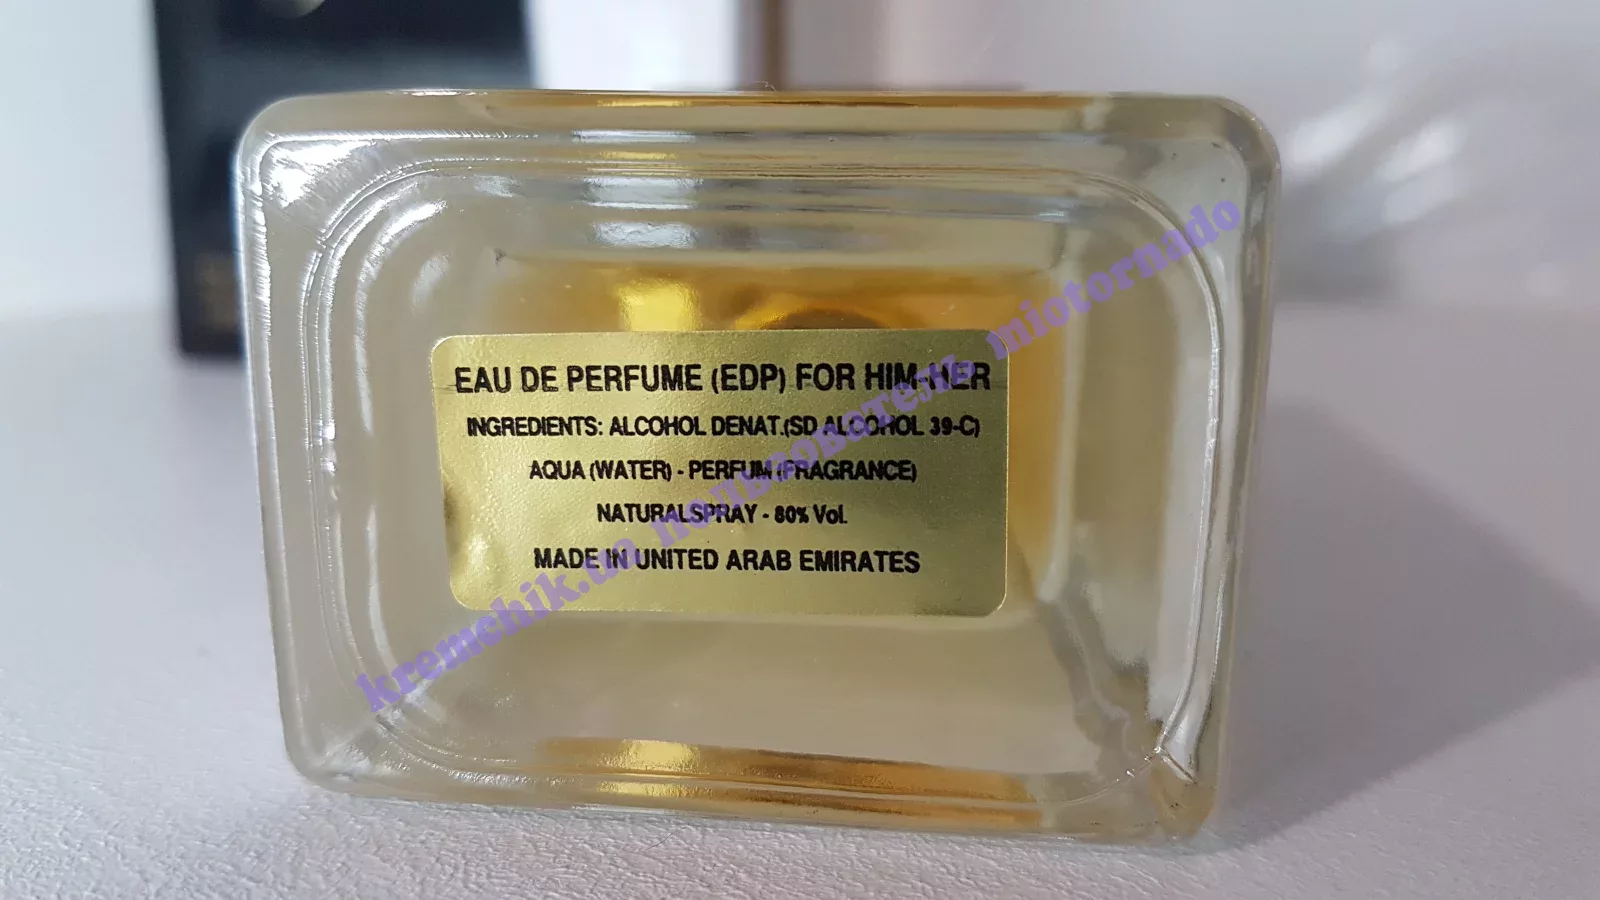 EAU DE PERFUME (EDP) FOR HIM-HER
INGREDIENTS: ALCOHOL DENAT.(SD ALCOHOL 39-C)
AQUA (WATER) - PERFUM (FRAGRANCE)
NATURALSPRAY - 80% Vol.
MADE IN UNITED ARAB EMIRATES
kremchik.ua пользователь miotornado